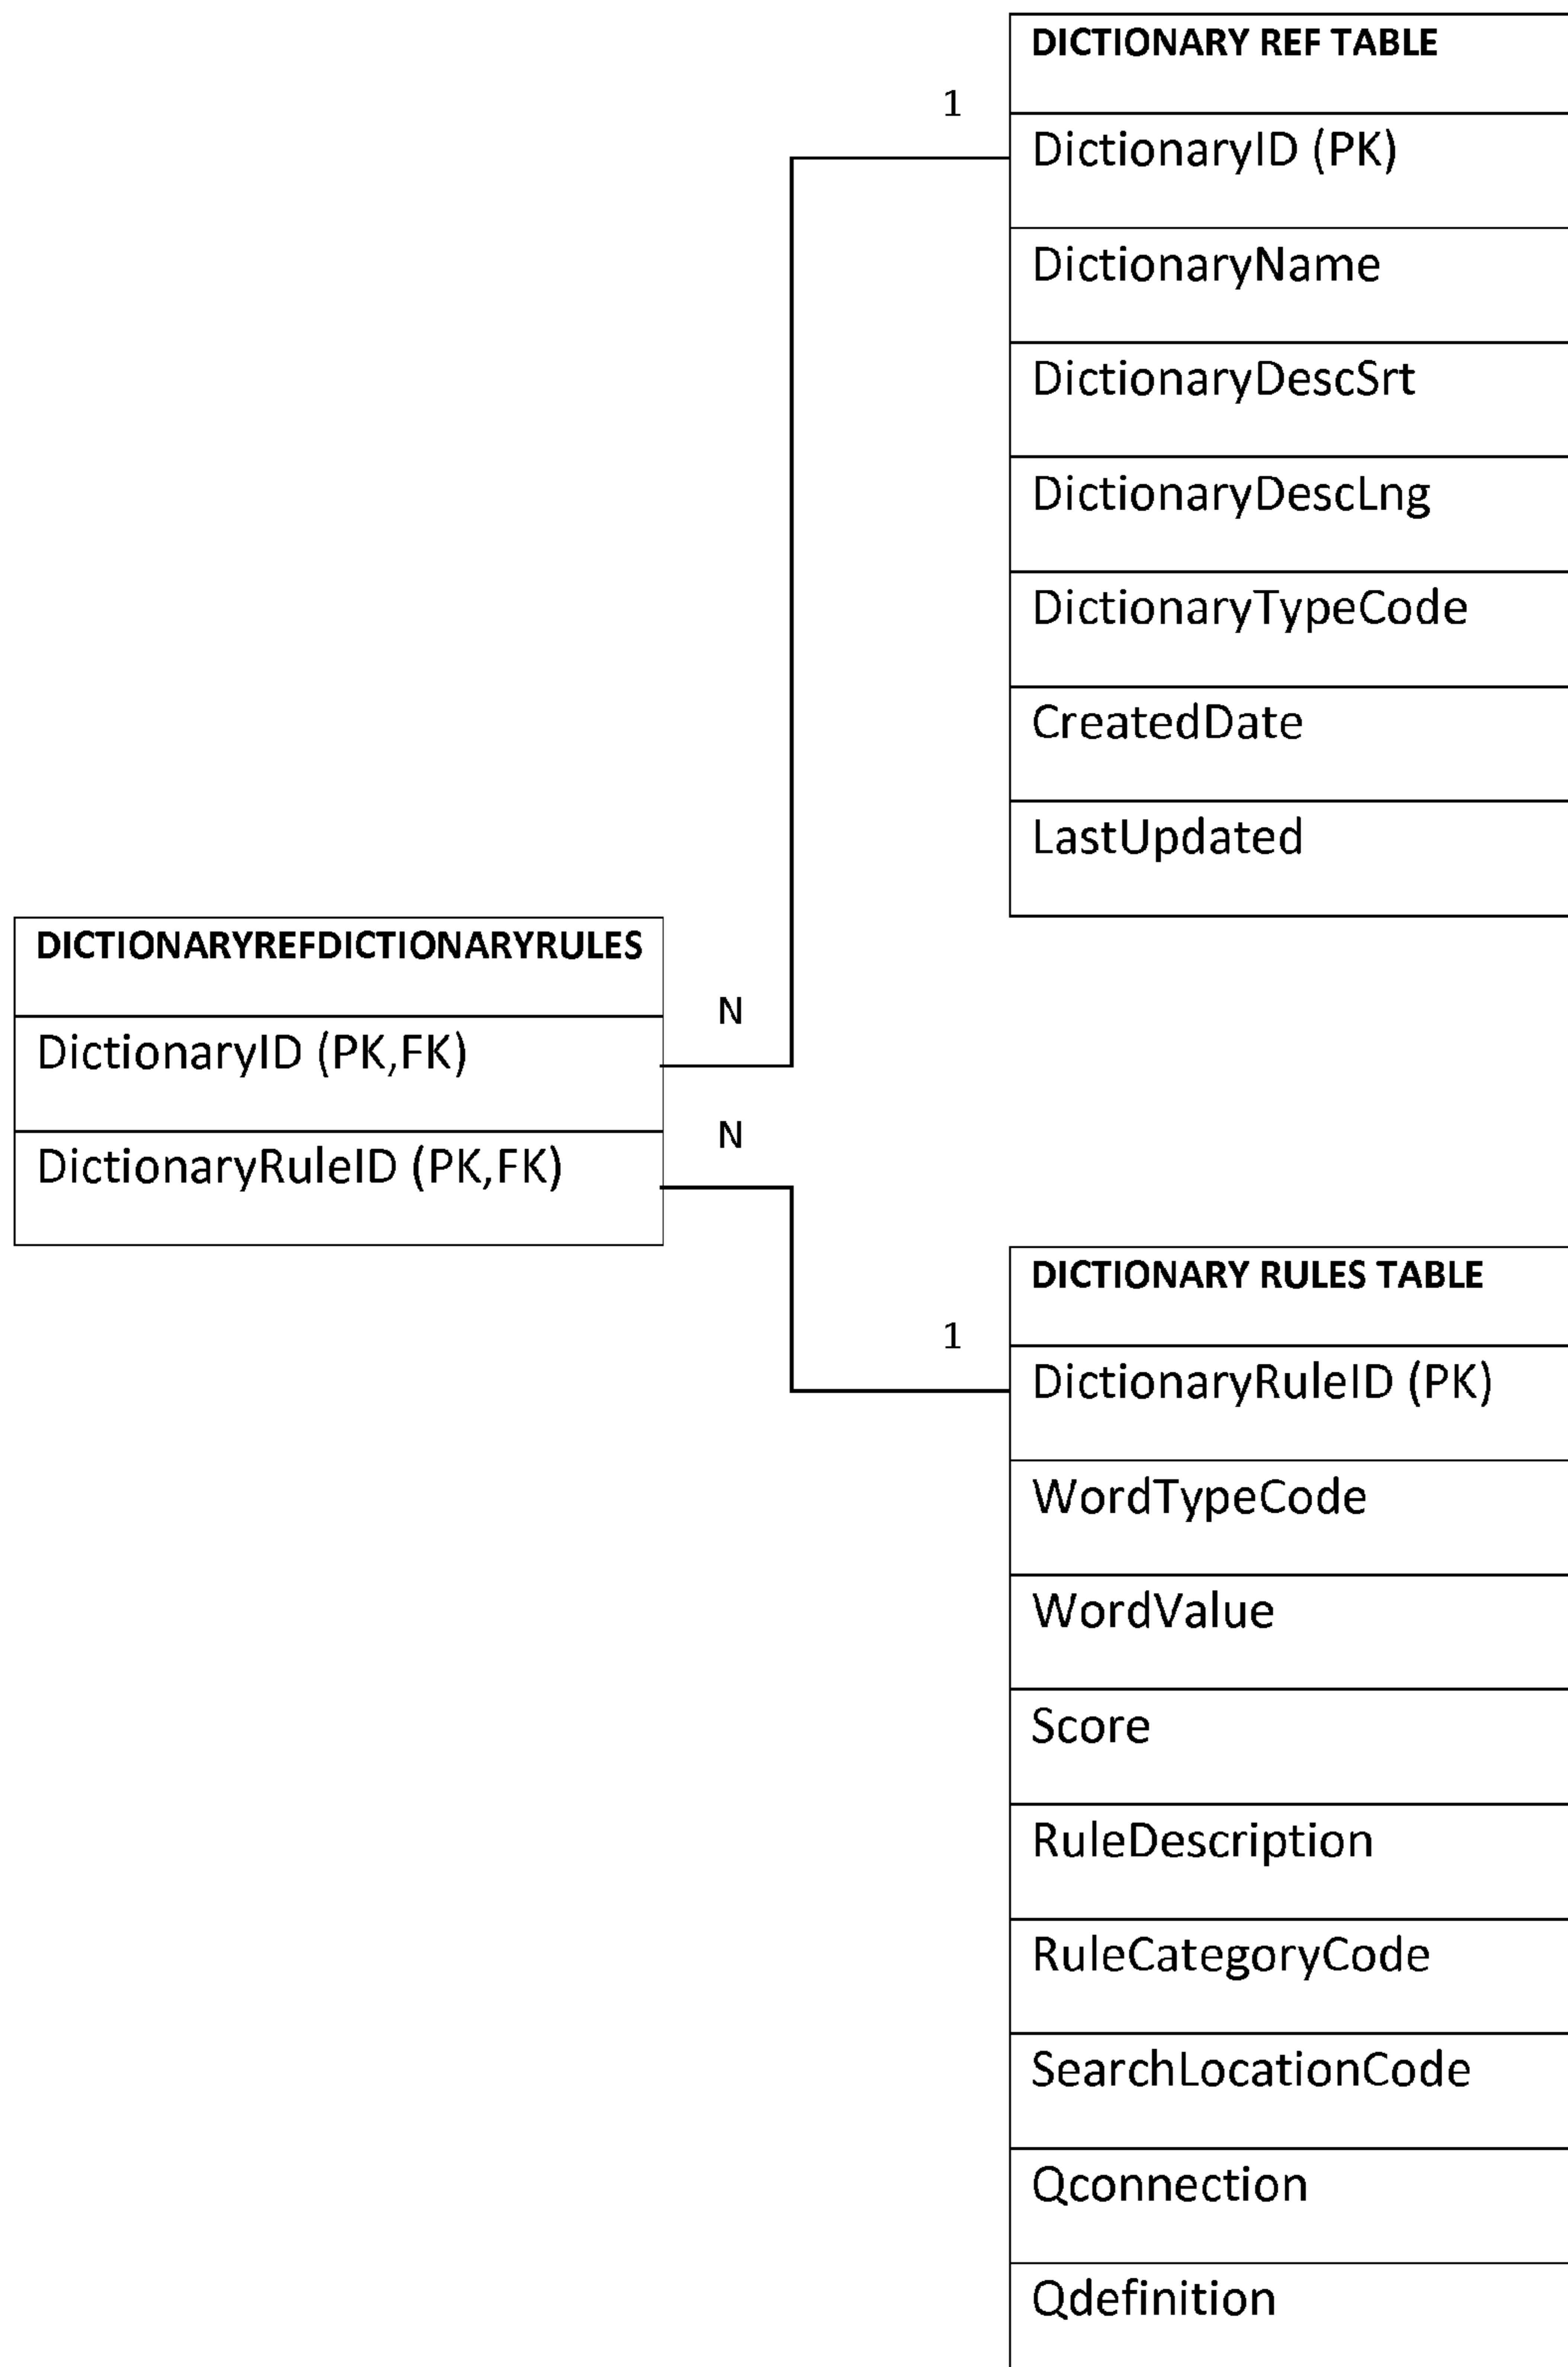 DICTIONARY REF TABLE
1
DictionaryID (PK)
DictionaryName
DictionaryDescSrt
DictionaryDescLng
DictionaryTypeCode
CreatedDate
LastUpdated
DICTIONARYREFDICTIONARYRULES
N
DictionaryID (PK,FK)
N
DictionaryRuleID (PK,FK)
DICTIONARY RULES TABLE
1
DictionaryRuleID (PK)
WordTypeCode
WordValue
Score
RuleDescription
RuleCategoryCode
SearchLocationCode
Qconnection
Qdefinition